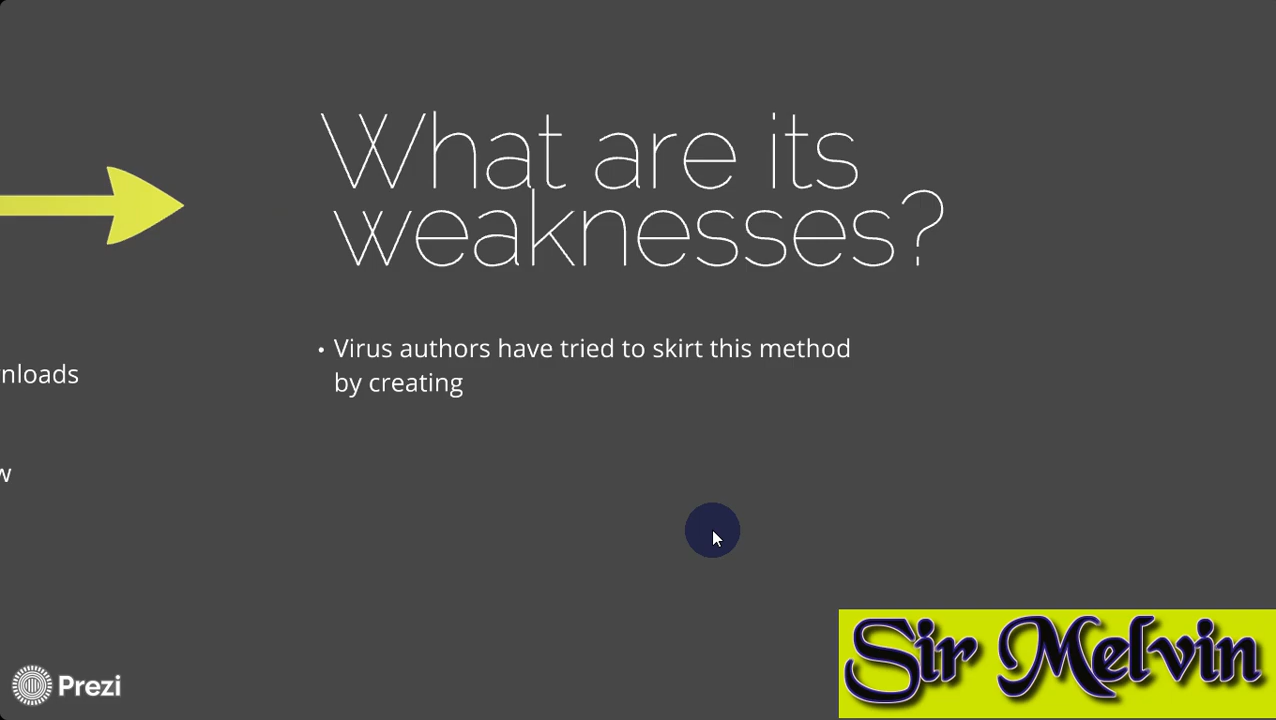 What are its
weaknesses?
• Virus authors have tried to skirt this method
by creating
nloads
w
Prezi
Sir Melvin